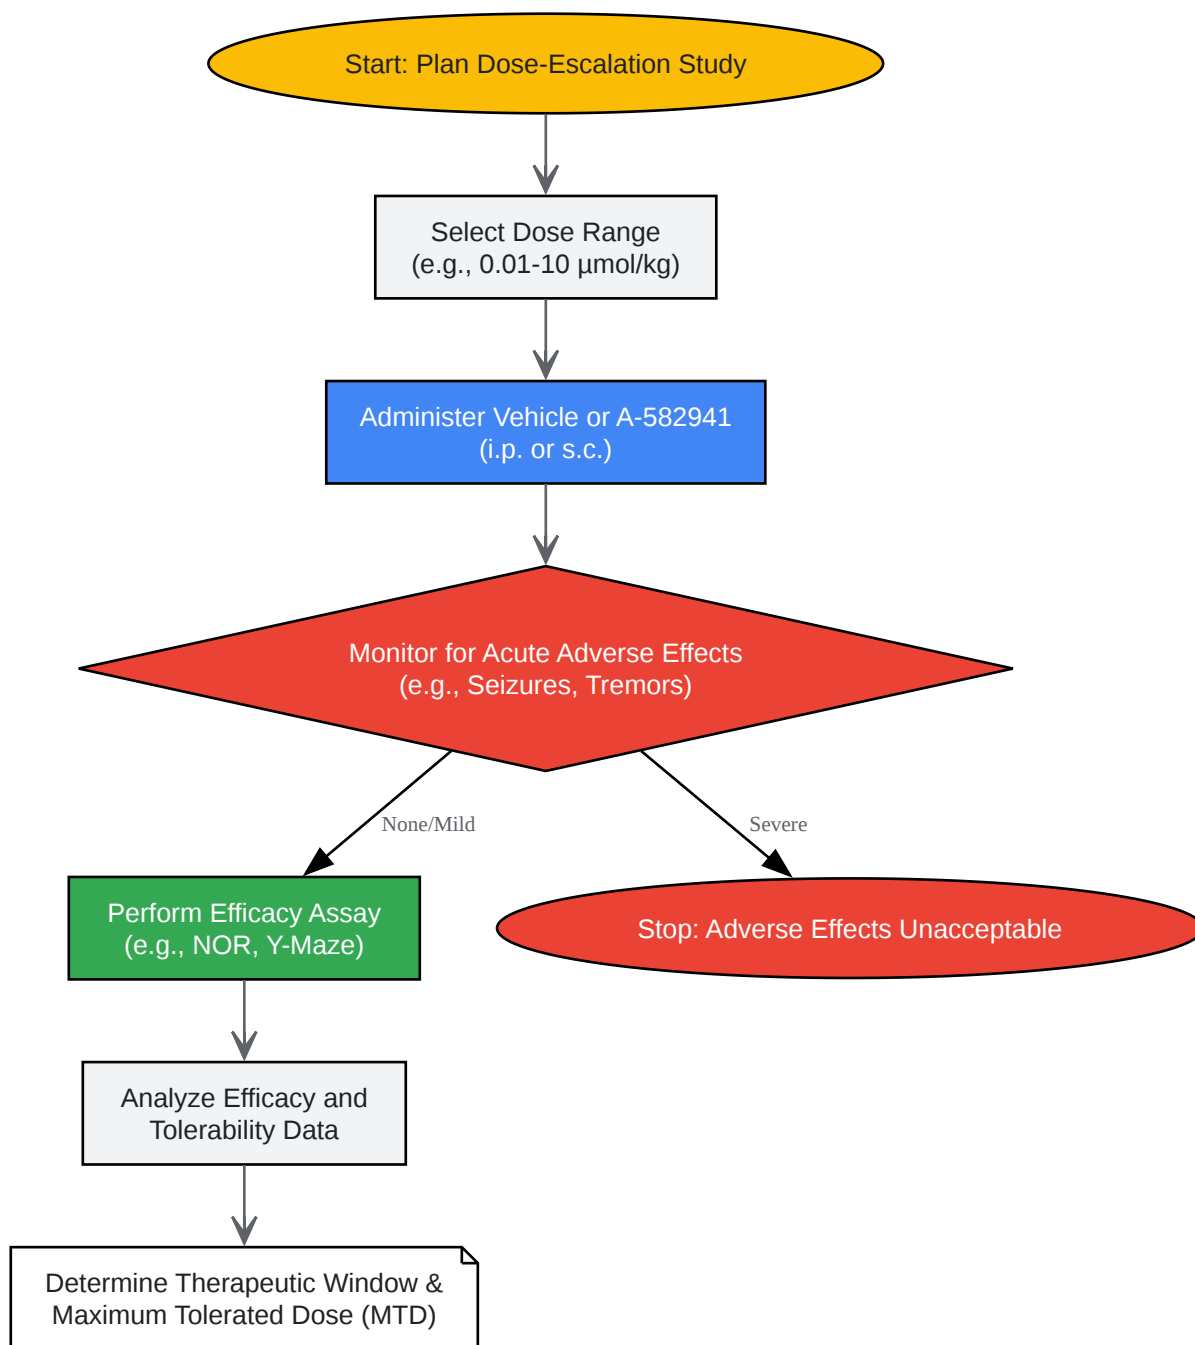 Start: Plan Dose-Escalation Study
Select Dose Range
(e.g., 0.01-10 µmol/kg)
Administer Vehicle or A-582941
(i.p. or s.c.)
Monitor for Acute Adverse Effects
(e.g., Seizures, Tremors)
None/Mild
Severe
Perform Efficacy Assay
(e.g., NOR, Y-Maze)
Stop: Adverse Effects Unacceptable
Analyze Efficacy and
Tolerability Data
Determine Therapeutic Window &
Maximum Tolerated Dose (MTD)